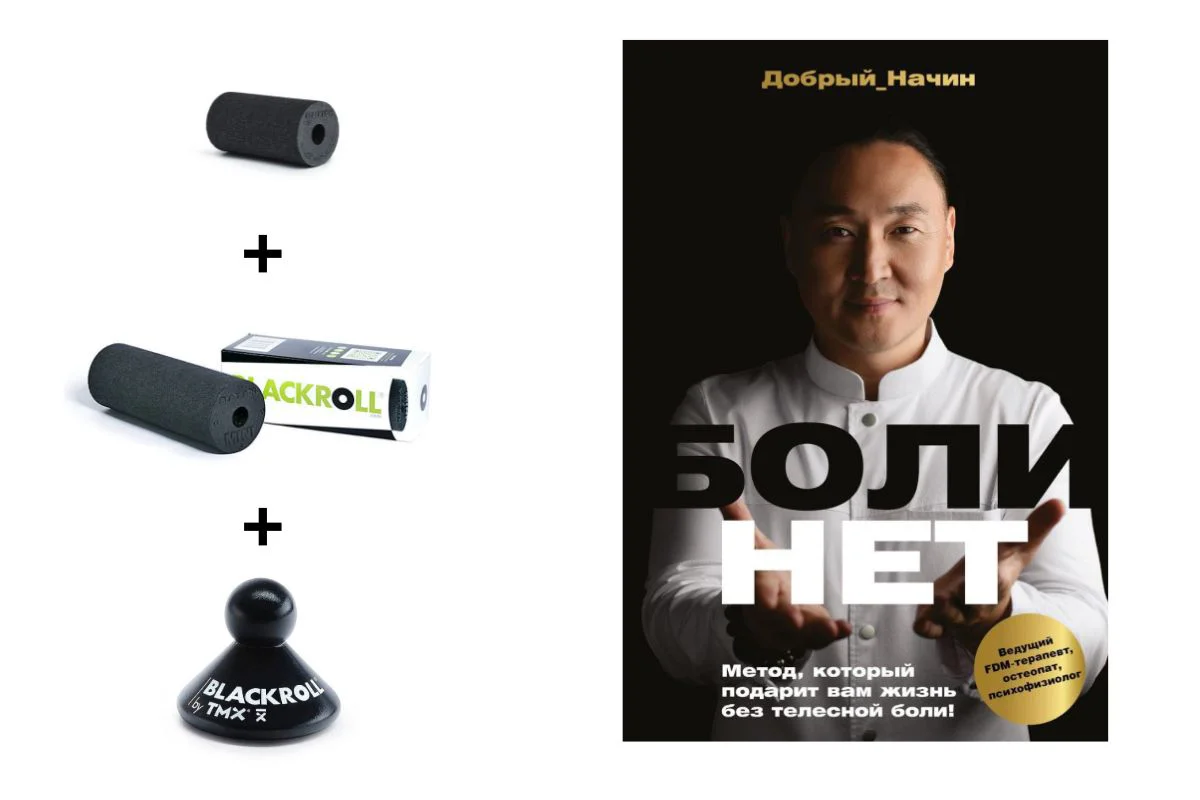 +
+
BLACKROLL
MINI
BLACKROLL
by TMX
Добрый_Начин
БОЛИ
НЕТ
Метод, который
подарит вам жизнь
без телесной боли!
Ведущий
FDM-терапевт,
остеопат,
психофизиолог